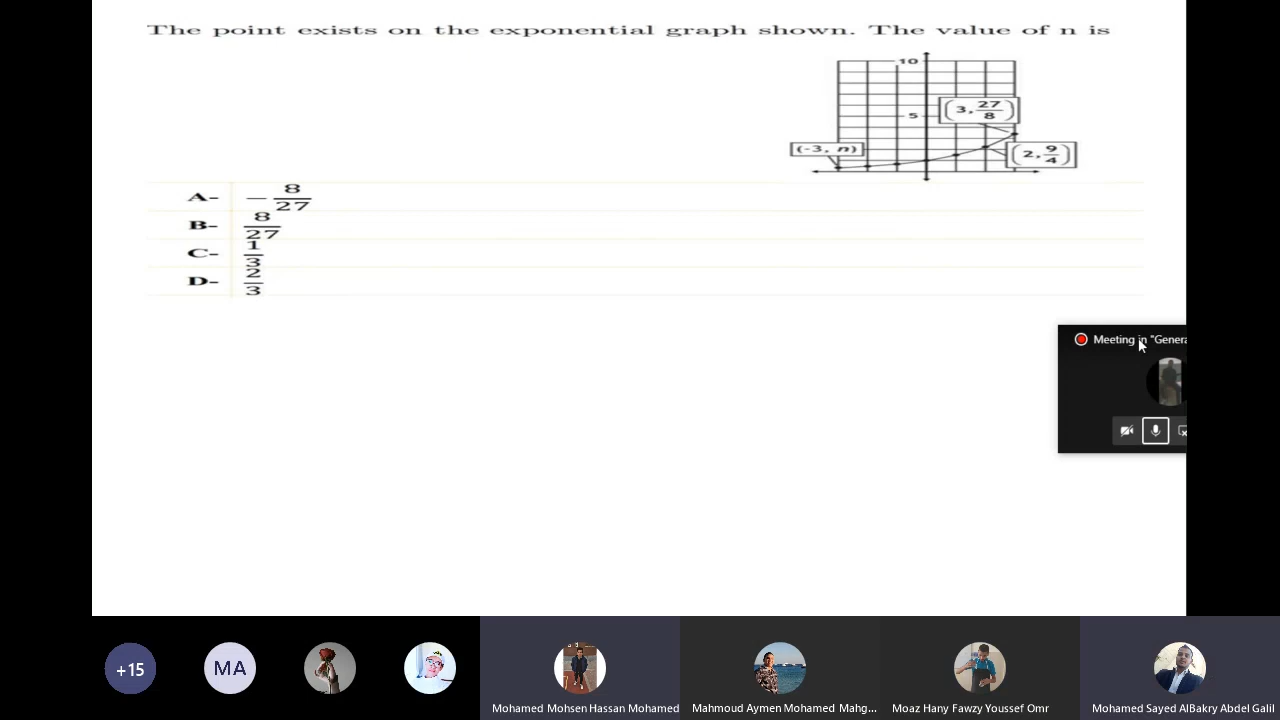 The point exists on the exponential graph shown. The value of n is
10
(3, 27/8)
5
(-3, n)
(2, 9/4)
A- - 8/27
B- 8/27
C- 1/3
D- 2/3
Meeting in "Genera
+15
MA
Mohamed Mohsen Hassan Mohamed
Mahmoud Aymen Mohamed Mahg...
Moaz Hany Fawzy Youssef Omr
Mohamed Sayed AlBakry Abdel Galil